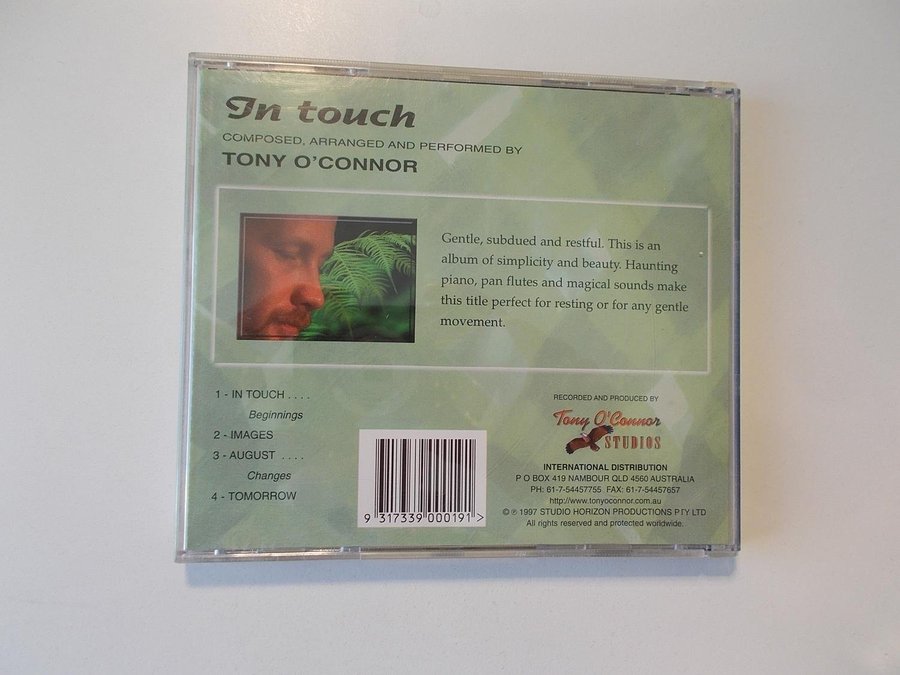 In touch
COMPOSED, ARRANGED AND PERFORMED BY
TONY O'CONNOR
Gentle, subdued and restful. This is an
album of simplicity and beauty. Haunting
piano, pan flutes and magical sounds make
this title perfect for resting or for any gentle
movement.
1 - IN TOUCH . . . .
Beginnings
2 - IMAGES
3 - AUGUST . . . .
Changes
4 - TOMORROW
9 317339 000191 >
RECORDED AND PRODUCED BY
Tony O'Connor
STUDIOS
INTERNATIONAL DISTRIBUTION
P O BOX 419 NAMBOUR QLD 4560 AUSTRALIA
PH: 61-7-54457755 FAX: 61-7-54457657
http://www.tonyoconnor.com.au
© ℗ 1997 STUDIO HORIZON PRODUCTIONS PTY LTD
All rights reserved and protected worldwide.